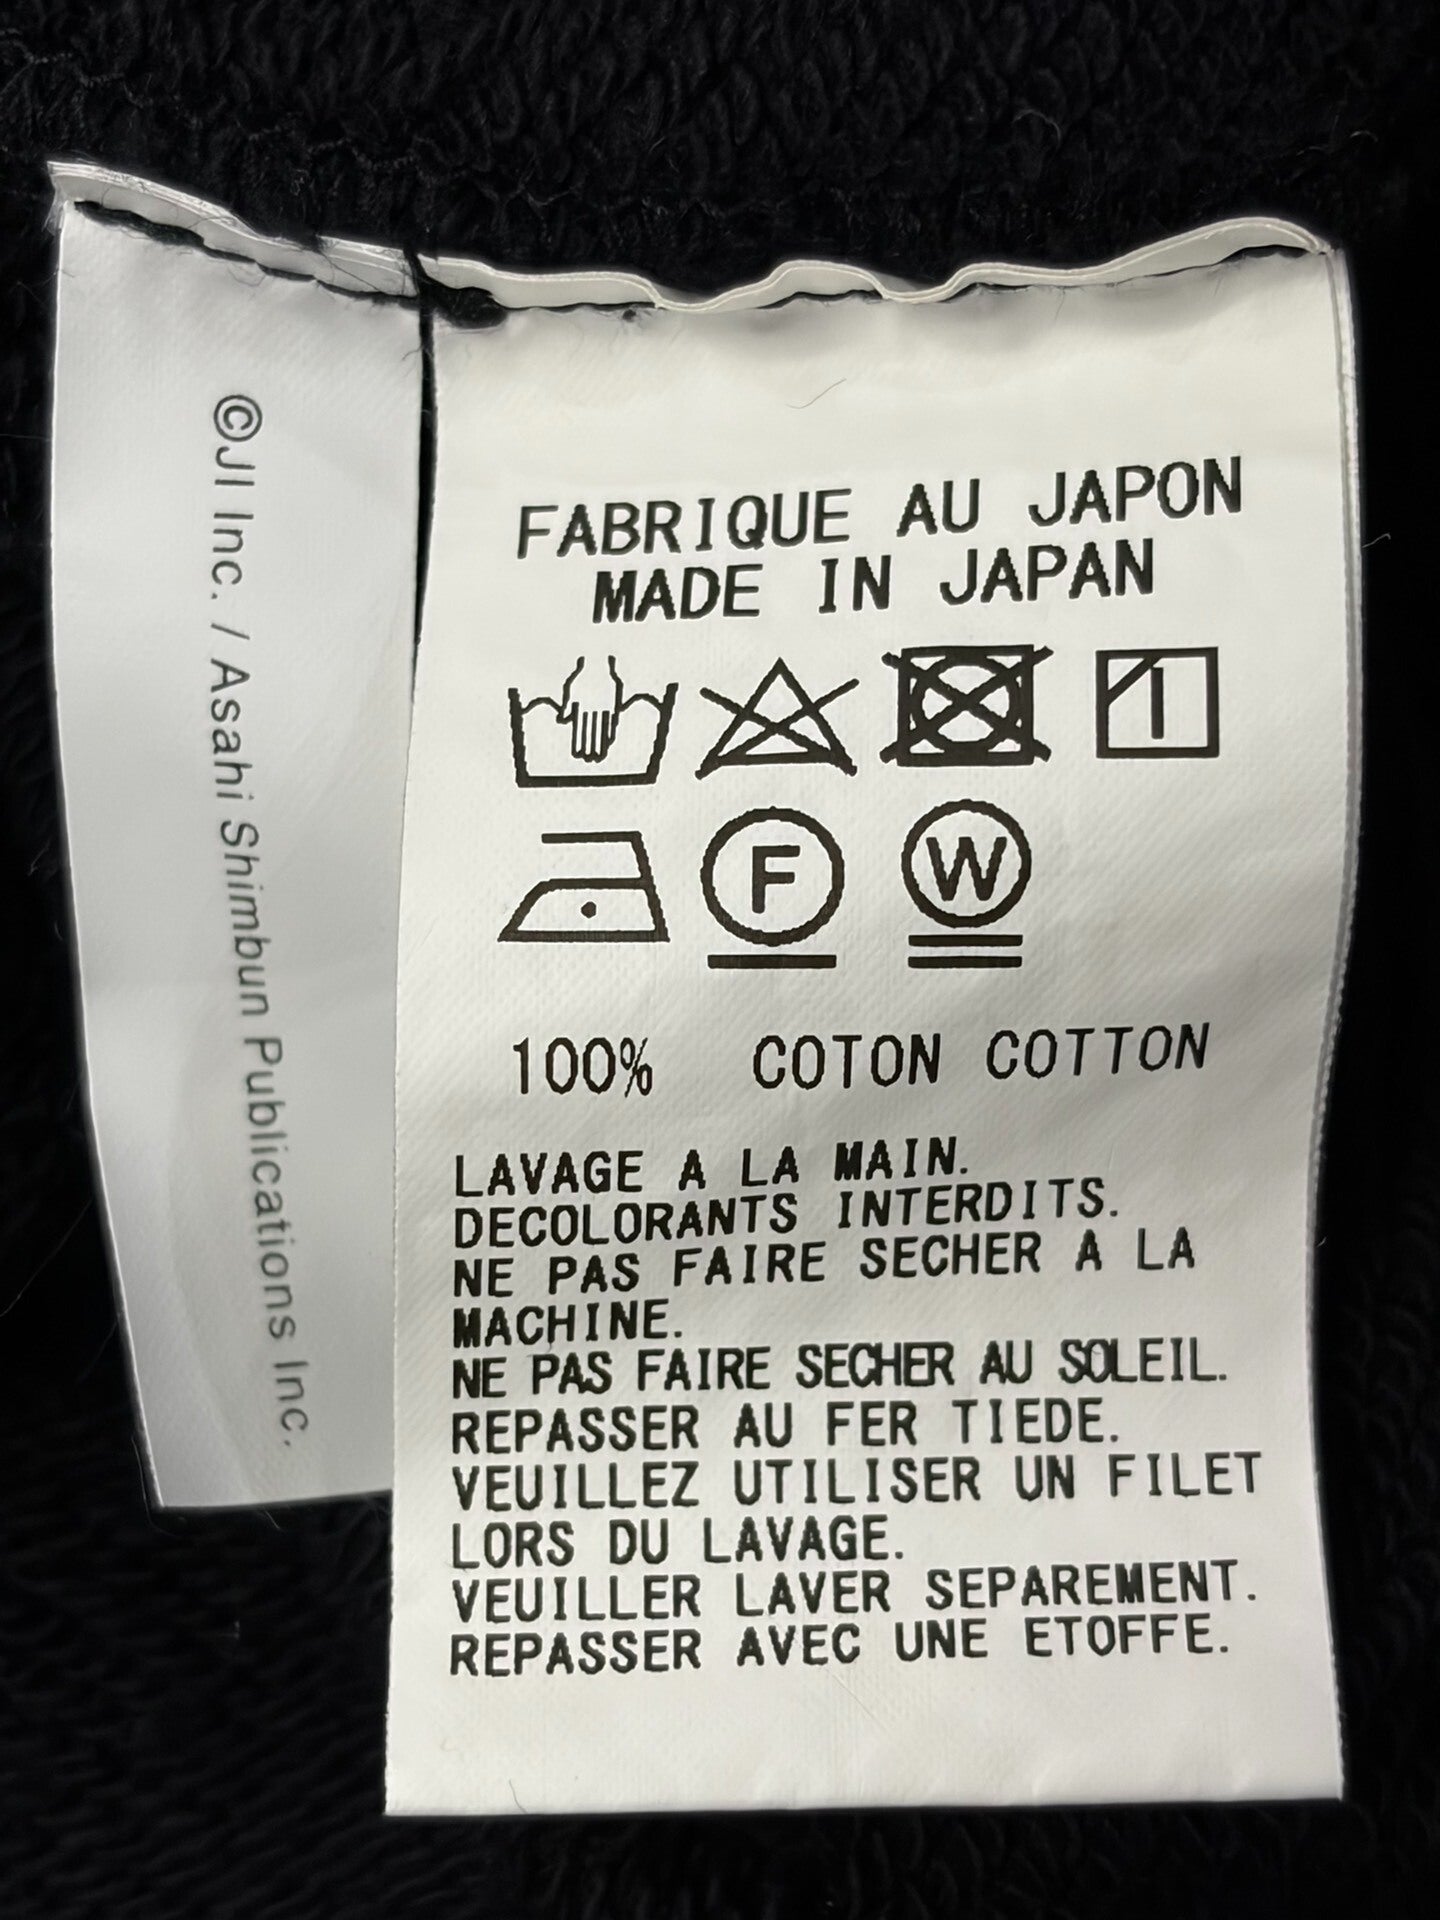 ©JI Inc. / Asahi Shimbun Publications Inc.
FABRIQUE AU JAPON
MADE IN JAPAN
1
F
W
100% COTON COTTON
LAVAGE A LA MAIN.
DECOLORANTS INTERDITS.
NE PAS FAIRE SECHER A LA
MACHINE.
NE PAS FAIRE SECHER AU SOLEIL.
REPASSER AU FER TIEDE.
VEUILLEZ UTILISER UN FILET
LORS DU LAVAGE.
VEUILLER LAVER SEPAREMENT.
REPASSER AVEC UNE ETOFFE.